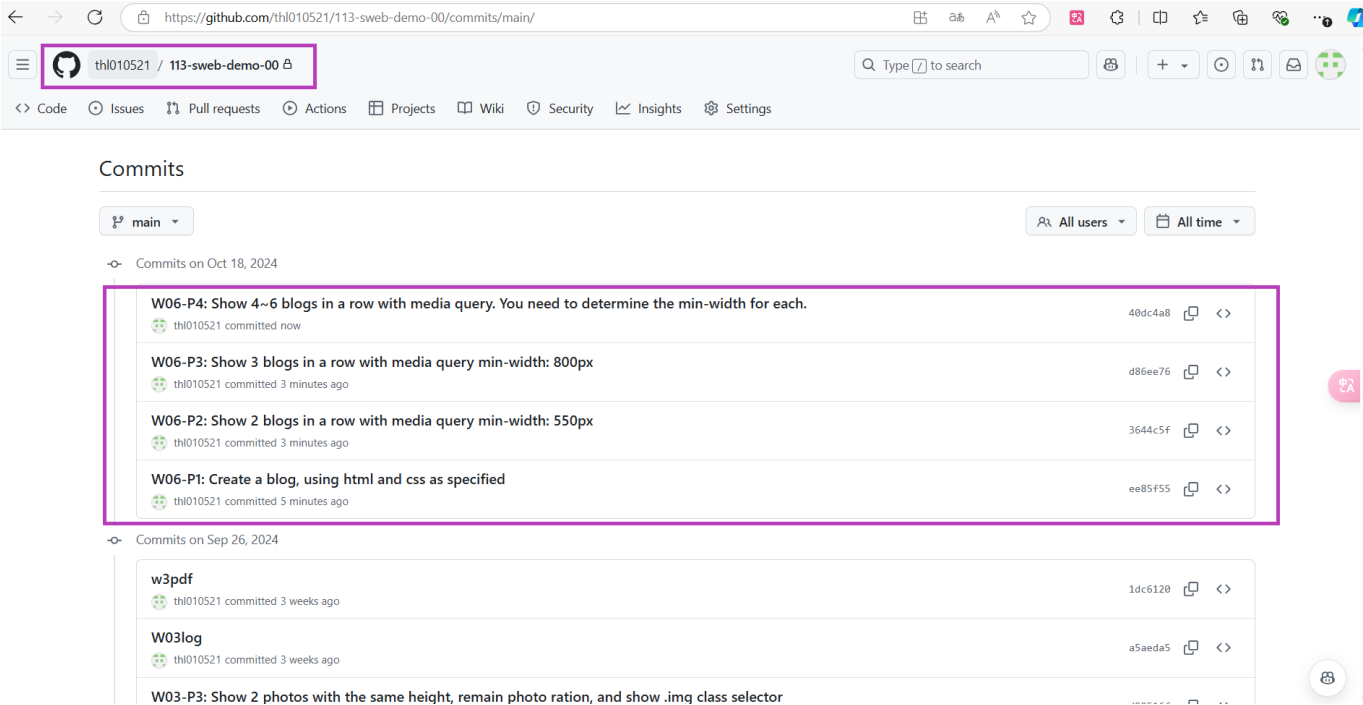 https://github.com/thl010521/113-sweb-demo-00/commits/main/
thl010521 / 113-sweb-demo-00
Type / to search
Code Issues Pull requests Actions Projects Wiki Security Insights Settings
Commits
main
All users
All time
Commits on Oct 18, 2024
W06-P4: Show 4~6 blogs in a row with media query. You need to determine the min-width for each.
thl010521 committed now
40dc4a8
W06-P3: Show 3 blogs in a row with media query min-width: 800px
thl010521 committed 3 minutes ago
d86ee76
W06-P2: Show 2 blogs in a row with media query min-width: 550px
thl010521 committed 3 minutes ago
3644c5f
W06-P1: Create a blog, using html and css as specified
thl010521 committed 5 minutes ago
ee85f55
Commits on Sep 26, 2024
w3pdf
thl010521 committed 3 weeks ago
1dc6120
W03log
thl010521 committed 3 weeks ago
a5aeda5
W03-P3: Show 2 photos with the same height, remain photo ration, and show .img class selector